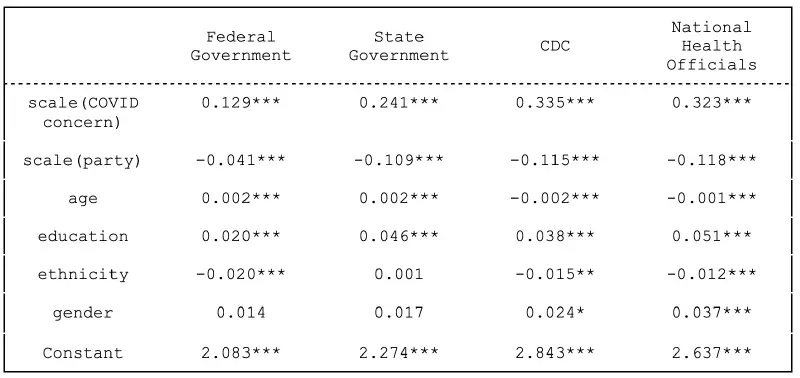 Federal Government State Government CDC National Health Officials
scale(COVID concern) 0.129*** 0.241*** 0.335*** 0.323***
scale(party) -0.041*** -0.109*** -0.115*** -0.118***
age 0.002*** 0.002*** -0.002*** -0.001***
education 0.020*** 0.046*** 0.038*** 0.051***
ethnicity -0.020*** 0.001 -0.015** -0.012***
gender 0.014 0.017 0.024* 0.037***
Constant 2.083*** 2.274*** 2.843*** 2.637***